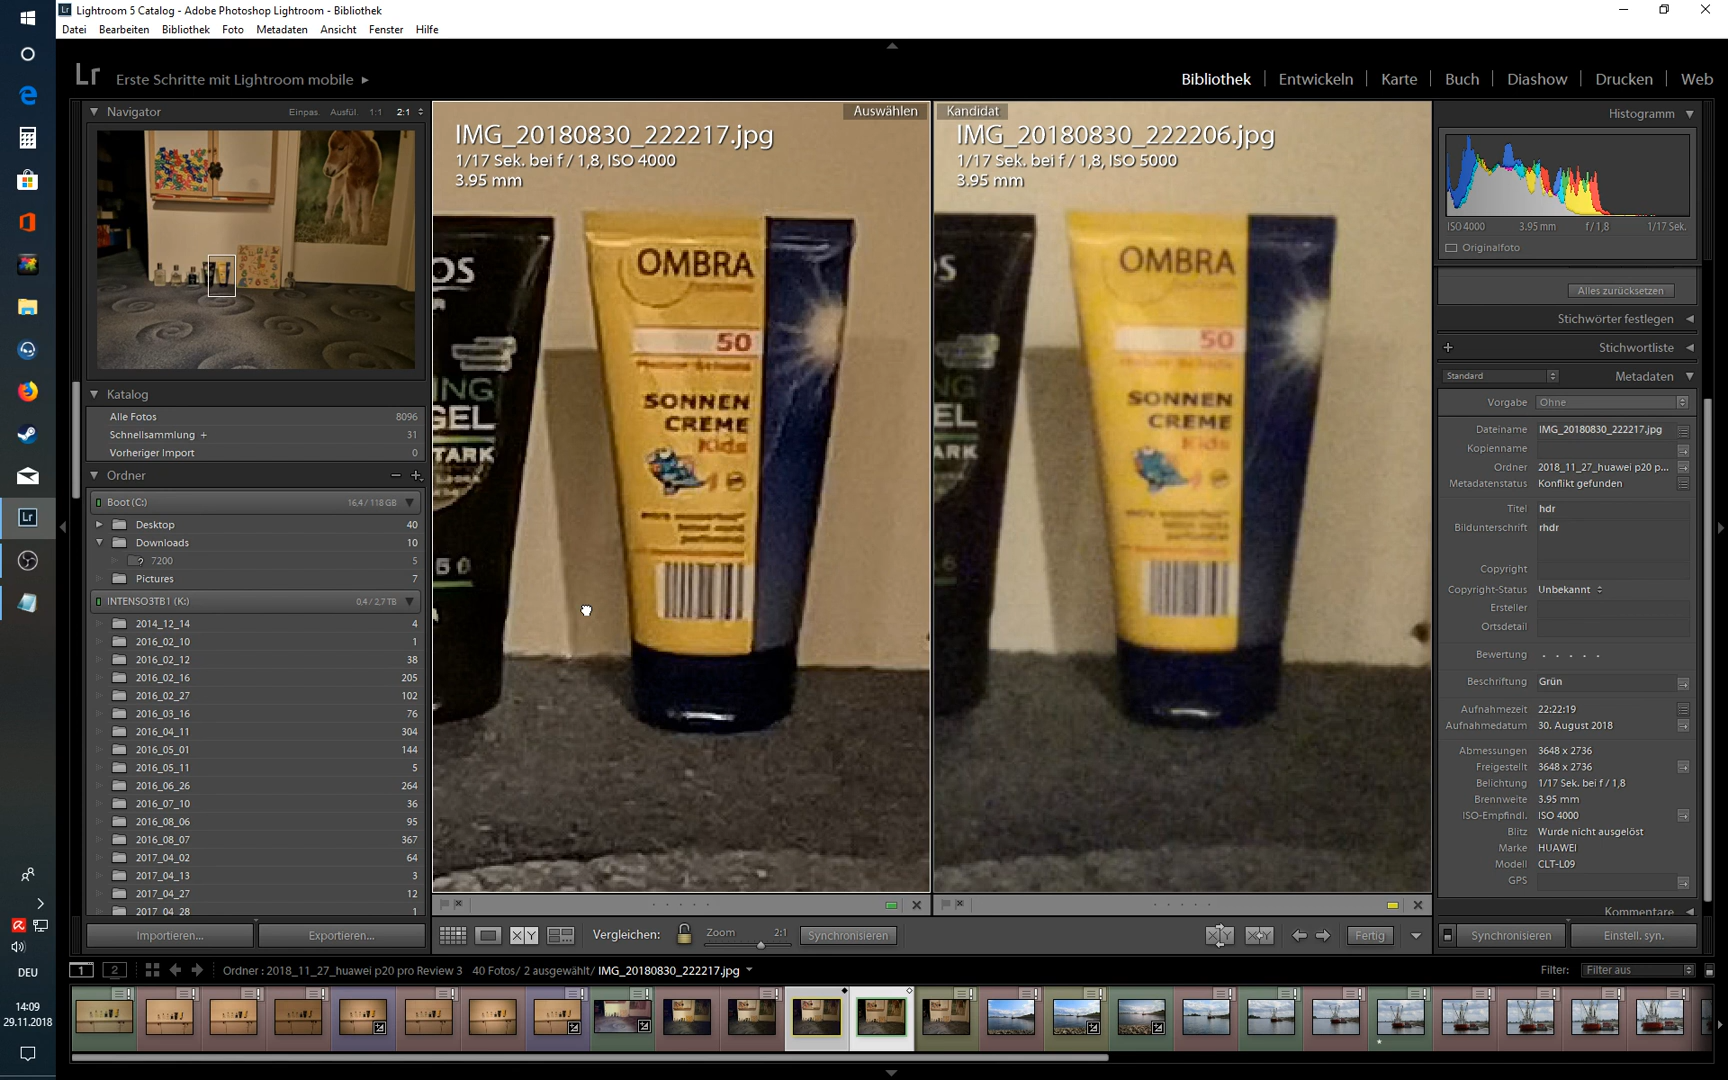 Lightroom 5 Catalog - Adobe Photoshop Lightroom - Bibliothek
Datei Bearbeiten Bibliothek Foto Metadaten Ansicht Fenster Hilfe
Lr Erste Schritte mit Lightroom mobile
Bibliothek Entwickeln Karte Buch Diashow Drucken Web
Navigator Einpas. Ausfül. 1:1 2:1
Katalog
Alle Fotos 8096
Schnellsammlung + 31
Vorheriger Import 0
Ordner
Boot (C:) 16,4 / 118 GB
Desktop 40
Downloads 10
7200 5
Pictures 7
INTENSO3TB1 (K:) 0,4 / 2,7 TB
2014_12_14 4
2016_02_10 1
2016_02_12 38
2016_02_16 205
2016_02_27 102
2016_03_16 76
2016_04_11 304
2016_05_01 144
2016_05_11 5
2016_06_26 264
2016_07_10 36
2016_08_06 95
2016_08_07 367
2017_04_02 64
2017_04_13 3
2017_04_27 12
2017_04_28 1
Importieren... Exportieren...
Auswählen
IMG_20180830_222217.jpg
1/17 Sek. bei f / 1,8, ISO 4000
3.95 mm
OS
ING
GEL
TARK
OMBRA
50
SONNEN
CREME
Kids
Kandidat
IMG_20180830_222206.jpg
1/17 Sek. bei f / 1,8, ISO 5000
3.95 mm
S
EL
ARK
OMBRA
50
SONNEN
CREME
Kids
Histogramm
ISO 4000 3.95 mm f / 1,8 1/17 Sek.
Originalfoto
Alles zurücksetzen
Stichwörter festlegen
+ Stichwortliste
Standard Metadaten
Vorgabe Ohne
Dateiname IMG_20180830_222217.jpg
Kopienname
Ordner 2018_11_27_huawei p20 p...
Metadatenstatus Konflikt gefunden
Titel hdr
Bildunterschrift rhdr
Copyright
Copyright-Status Unbekannt
Ersteller
Ortsdetail
Bewertung . . . . .
Beschriftung Grün
Aufnahmezeit 22:22:19
Aufnahmedatum 30. August 2018
Abmessungen 3648 x 2736
Freigestellt 3648 x 2736
Belichtung 1/17 Sek. bei f / 1,8
Brennweite 3.95 mm
ISO-Empfindl. ISO 4000
Blitz Wurde nicht ausgelöst
Marke HUAWEI
Modell CLT-L09
GPS
Kommentare
Vergleichen: Zoom 2:1 Synchronisieren
Fertig
Synchronisieren Einstell. syn.
1 2 Ordner : 2018_11_27_huawei p20 pro Review 3 40 Fotos/ 2 ausgewählt/ IMG_20180830_222217.jpg
Filter: Filter aus
DEU
14:09
29.11.2018